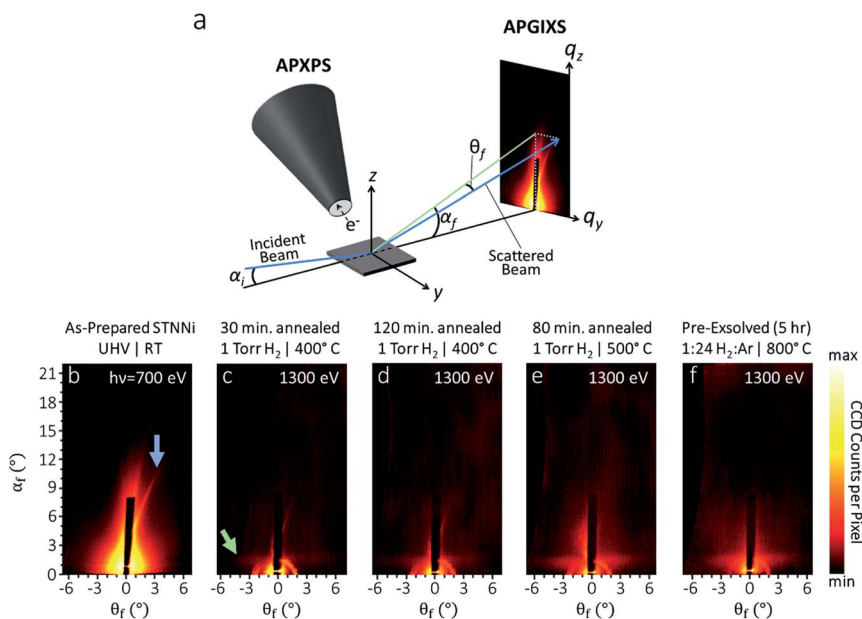 a
APXPS
APGIXS
q_z
θ_f
z
e-
α_f
Incident
Beam
Scattered
Beam
q_y
α_i
y
As-Prepared STNNi
UHV | RT
30 min. annealed
1 Torr H₂ | 400° C
120 min. annealed
1 Torr H₂ | 400° C
80 min. annealed
1 Torr H₂ | 500° C
Pre-Exsolved (5 hr)
1:24 H₂:Ar | 800° C
b hν=700 eV
c 1300 eV
d 1300 eV
e 1300 eV
f 1300 eV
max
CCD Counts per Pixel
min
α_f (°)
21
18
15
12
9
6
3
0
-6 -3 0 3 6
-6 -3 0 3 6
-6 -3 0 3 6
-6 -3 0 3 6
-6 -3 0 3 6
θ_f (°)
θ_f (°)
θ_f (°)
θ_f (°)
θ_f (°)